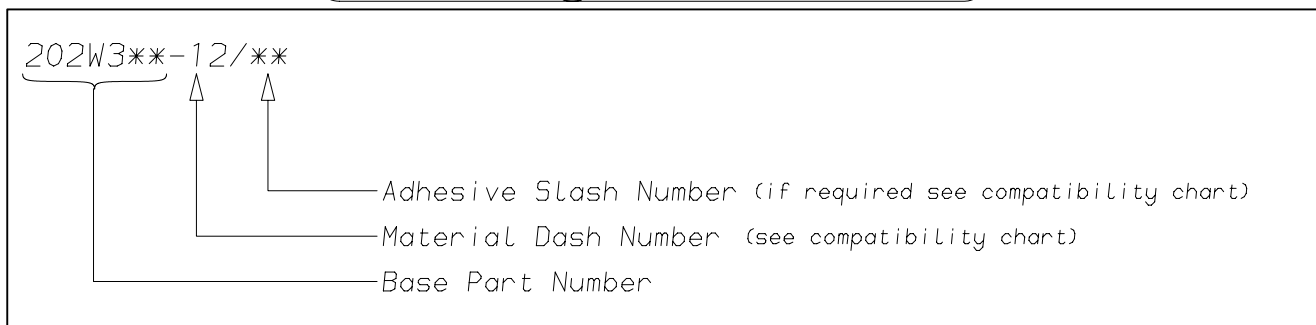 202W3**-12/**
Adhesive Slash Number (if required see compatibility chart)
Material Dash Number (see compatibility chart)
Base Part Number